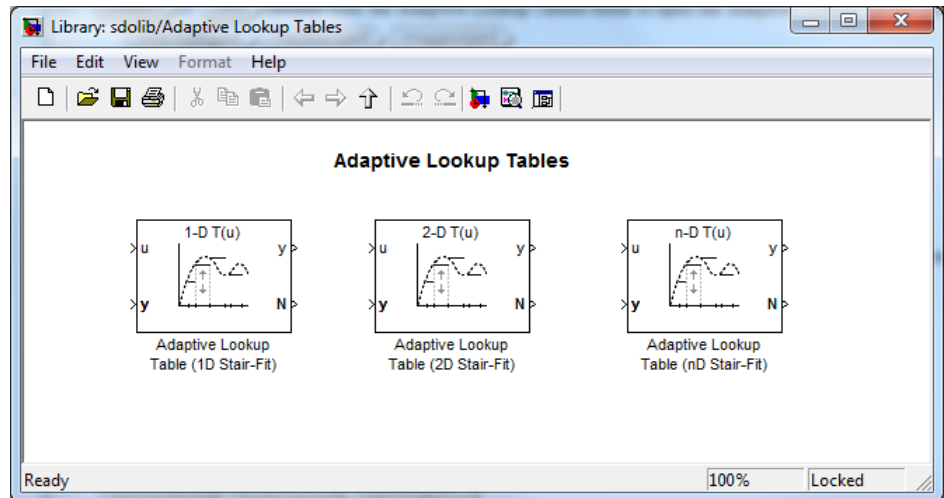 Library: sdolib/Adaptive Lookup Tables
File Edit View Format Help
Adaptive Lookup Tables
1-D T(u)
u y
y N
Adaptive Lookup
Table (1D Stair-Fit)
2-D T(u)
u y
y N
Adaptive Lookup
Table (2D Stair-Fit)
n-D T(u)
u y
y N
Adaptive Lookup
Table (nD Stair-Fit)
Ready 100% Locked